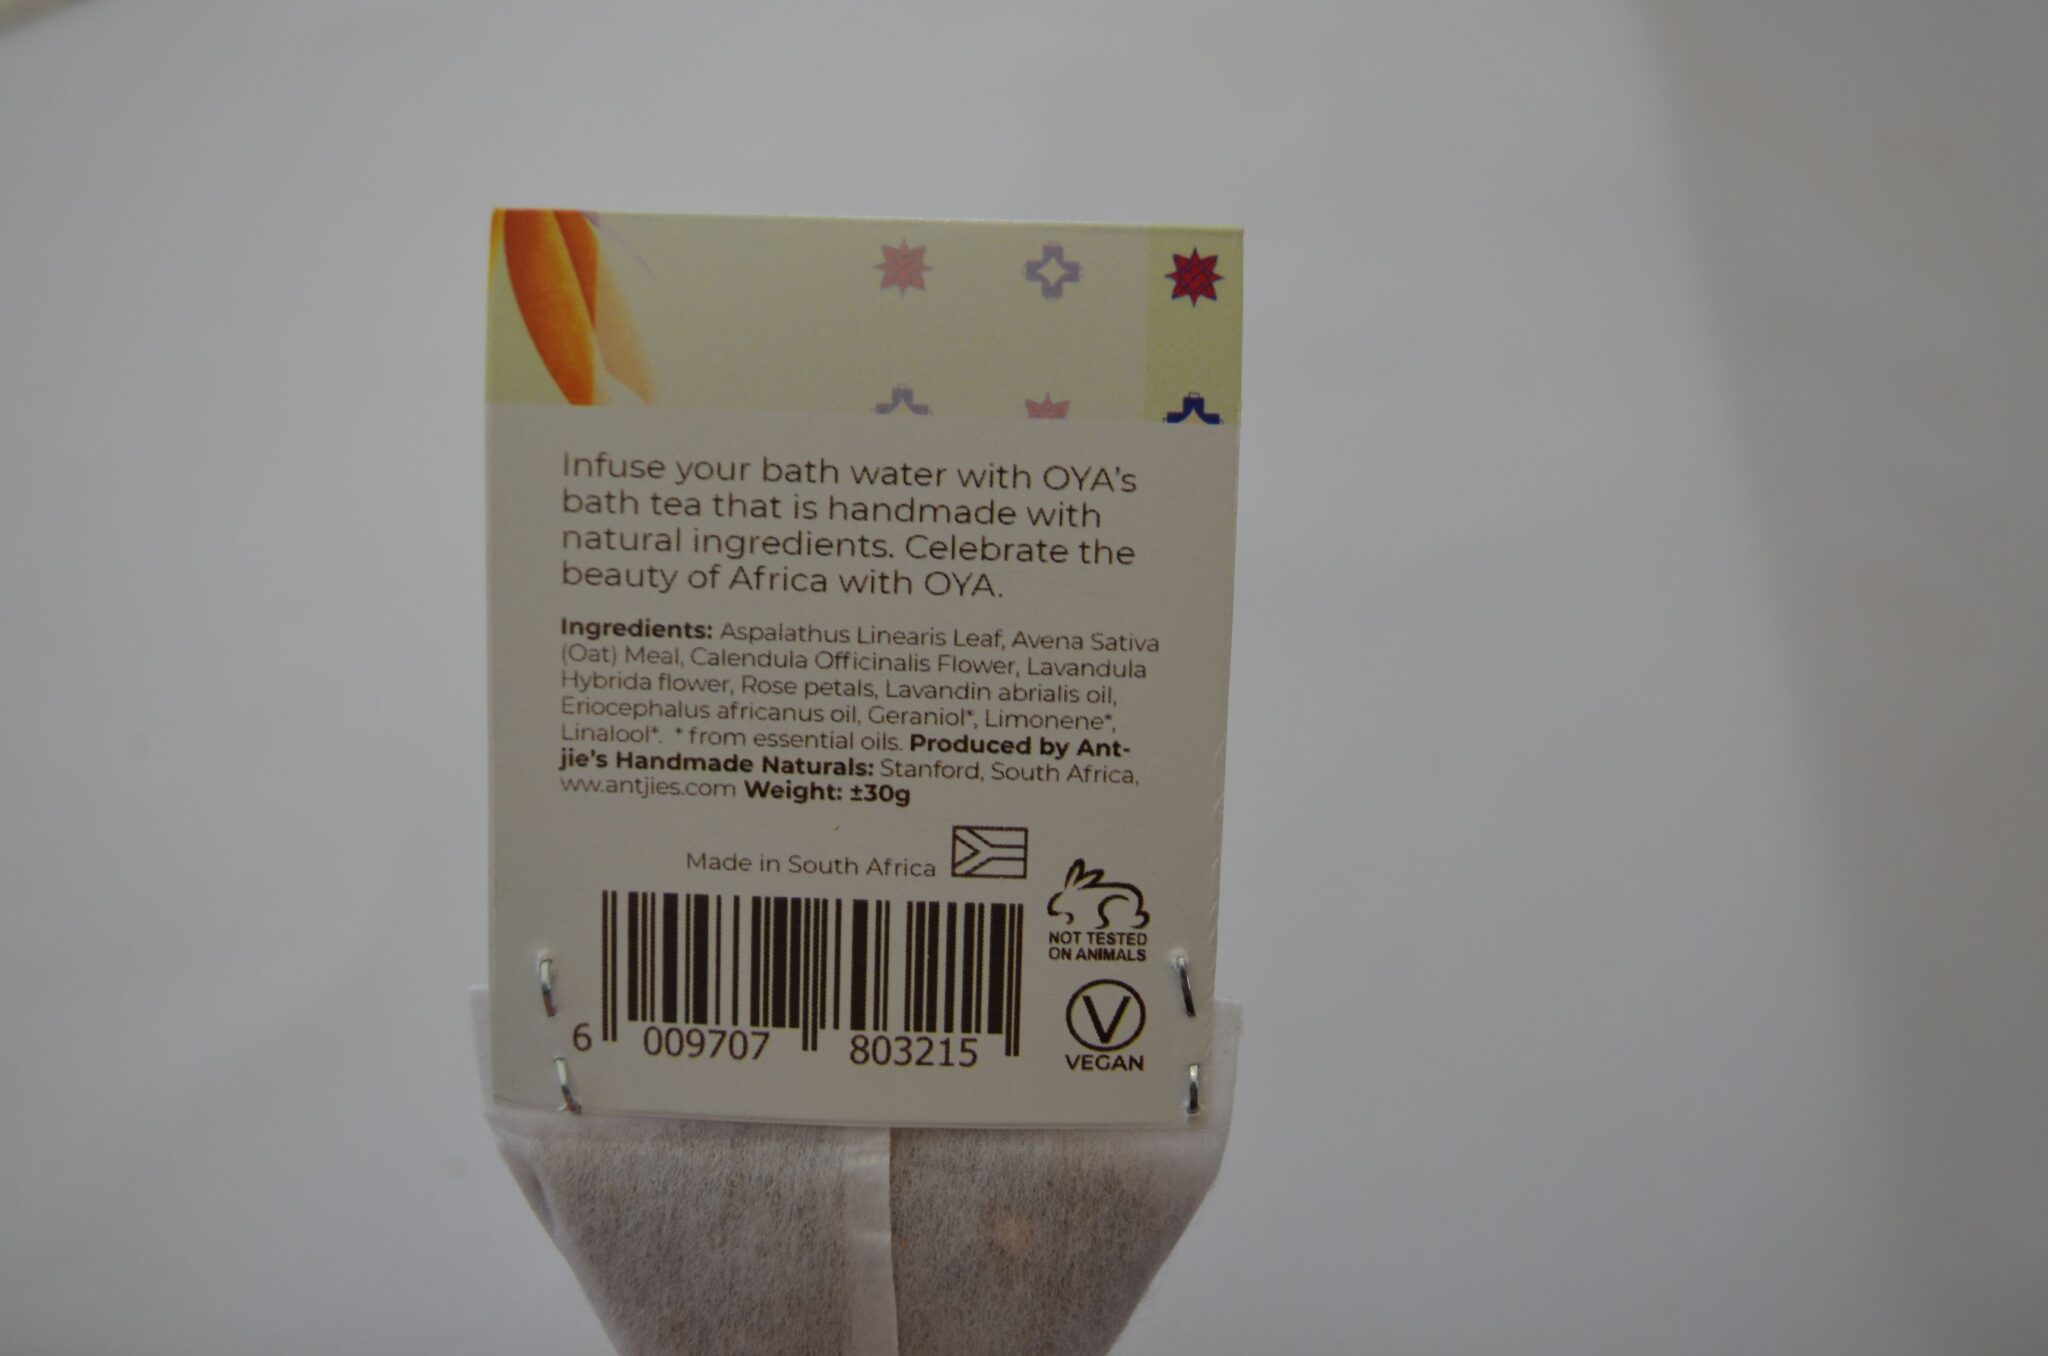 Infuse your bath water with OYA's
bath tea that is handmade with
natural ingredients. Celebrate the
beauty of Africa with OYA.
Ingredients: Aspalathus Linearis Leaf, Avena Sativa
(Oat) Meal, Calendula Officinalis Flower, Lavandula
Hybrida flower, Rose petals, Lavandin abrialis oil,
Eriocephalus africanus oil, Geraniol*, Limonene*,
Linalool*. * from essential oils. Produced by Ant-
jie's Handmade Naturals: Stanford, South Africa,
ww.antjies.com Weight: ±30g
Made in South Africa
NOT TESTED
ON ANIMALS
V
VEGAN
6 009707 803215